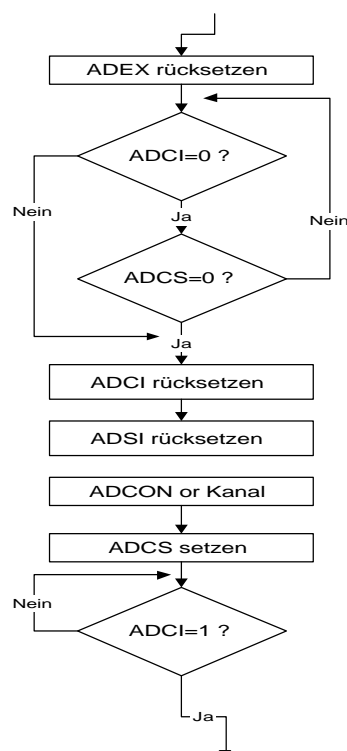 ADEX rücksetzen
ADCI=0 ?
Nein
Ja
Nein
ADCS=0 ?
Ja
ADCI rücksetzen
ADSI rücksetzen
ADCON or Kanal
ADCS setzen
Nein
ADCI=1 ?
Ja